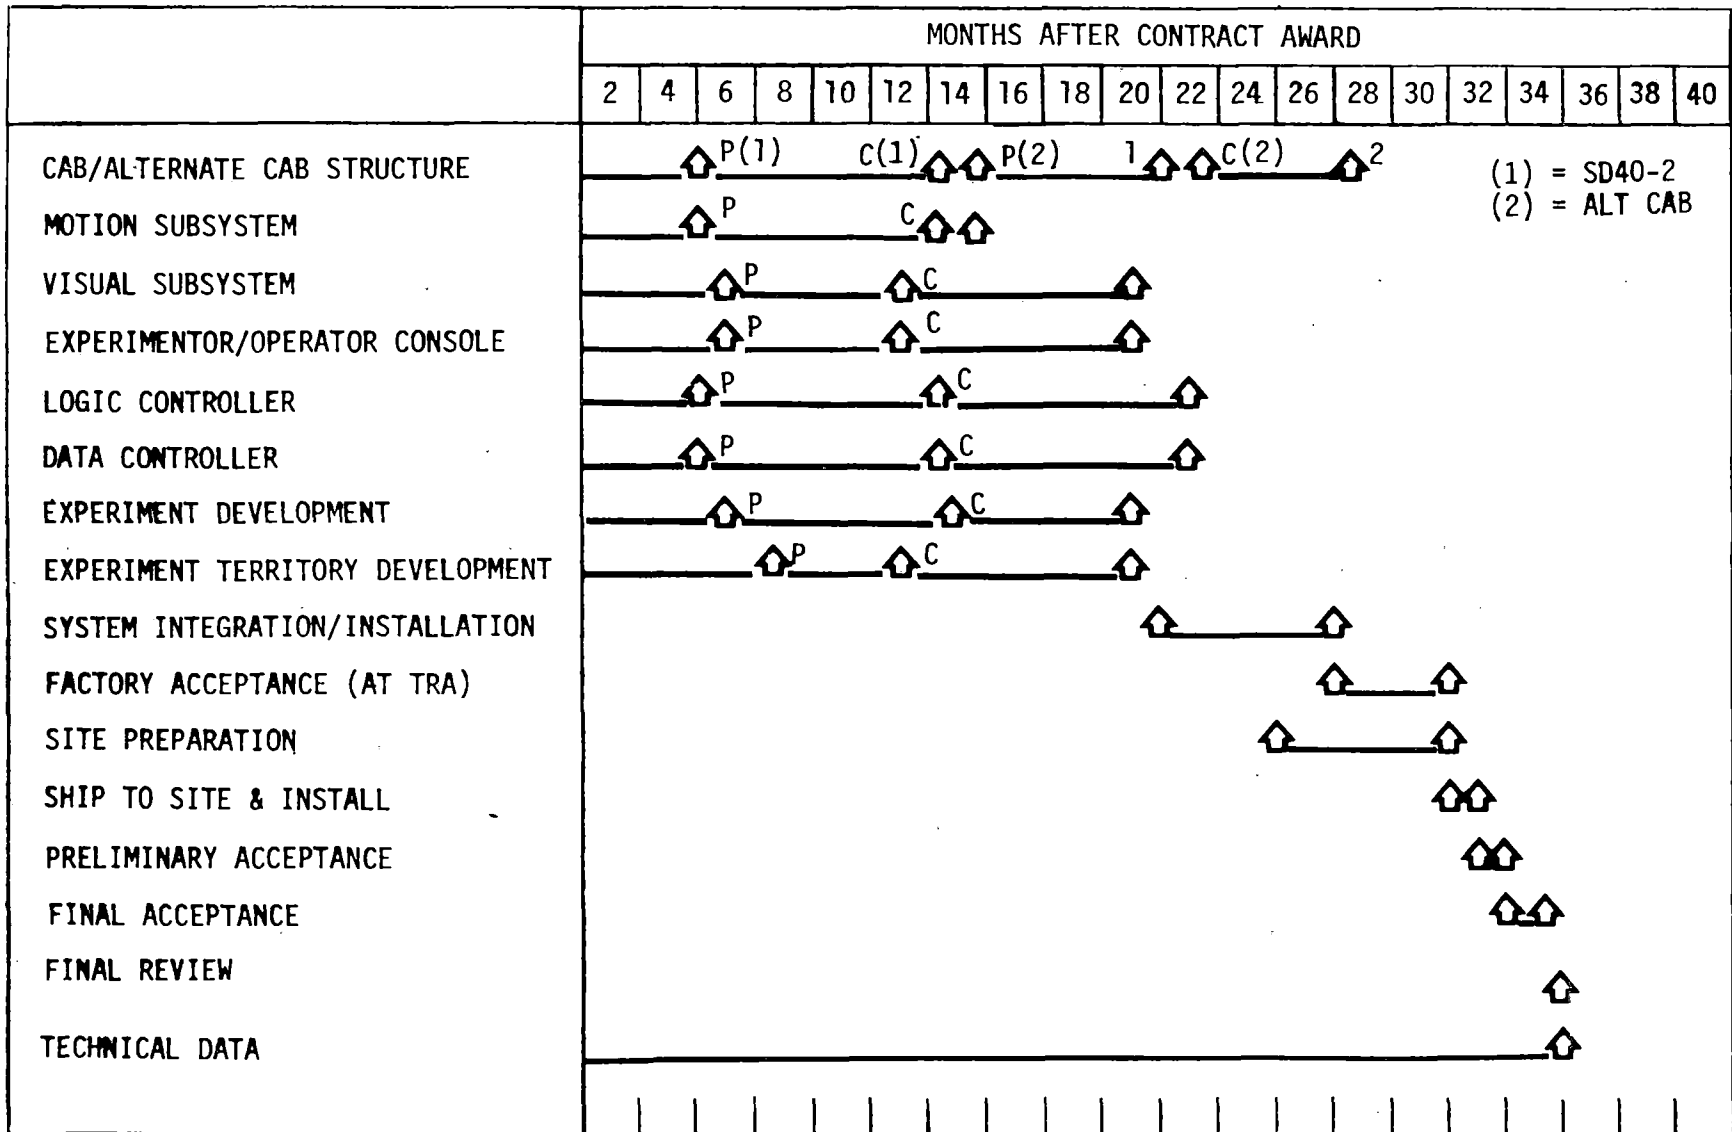 MONTHS AFTER CONTRACT AWARD
2 4 6 8 10 12 14 16 18 20 22 24 26 28 30 32 34 36 38 40
CAB/ALTERNATE CAB STRUCTURE P(1) C(1) P(2) 1 C(2) 2
(1) = SD40-2
(2) = ALT CAB
MOTION SUBSYSTEM P C
VISUAL SUBSYSTEM P C
EXPERIMENTOR/OPERATOR CONSOLE P C
LOGIC CONTROLLER P C
DATA CONTROLLER P C
EXPERIMENT DEVELOPMENT P C
EXPERIMENT TERRITORY DEVELOPMENT P C
SYSTEM INTEGRATION/INSTALLATION
FACTORY ACCEPTANCE (AT TRA)
SITE PREPARATION
SHIP TO SITE & INSTALL
PRELIMINARY ACCEPTANCE
FINAL ACCEPTANCE
FINAL REVIEW
TECHNICAL DATA